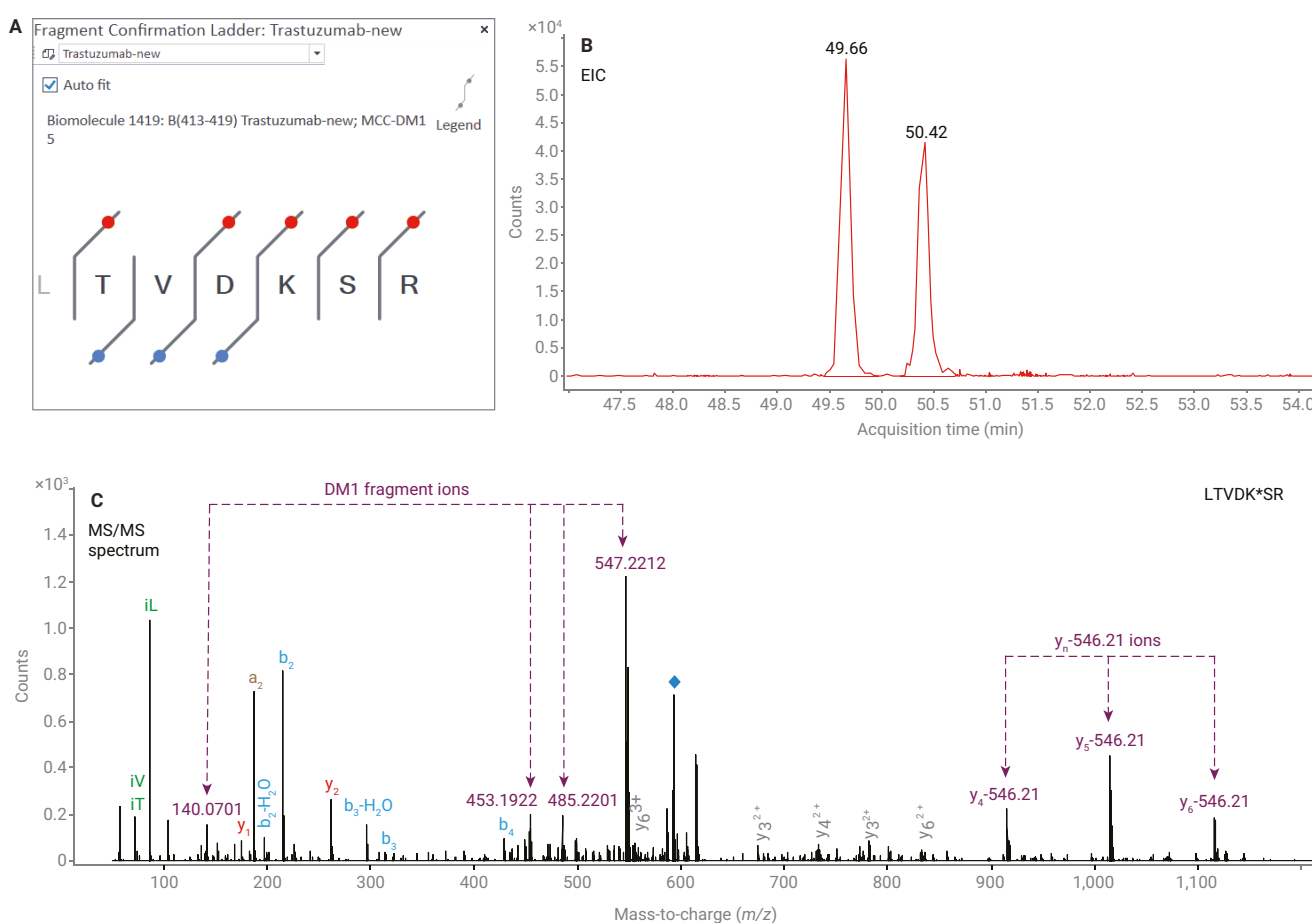 A
Fragment Confirmation Ladder: Trastuzumab-new ×
Trastuzumab-new
Auto fit
Legend
Biomolecule 1419: B(413-419) Trastuzumab-new; MCC-DM1
5
L T V D K S R
B
EIC
×10⁴
49.66
50.42
5.5
5.0
4.5
4.0
3.5
3.0
2.5
2.0
1.5
1.0
0.5
0
Counts
47.5 48.0 48.5 49.0 49.5 50.0 50.5 51.0 51.5 52.0 52.5 53.0 53.5 54.0
Acquisition time (min)
C
MS/MS
spectrum
×10³
DM1 fragment ions
LTVDK*SR
1.4
1.2
1.0
0.8
0.6
0.4
0.2
0
Counts
547.2212
iL
b₂
a₂
yₙ-546.21 ions
y₅-546.21
iV
iT
140.0701
y₁
b₂-H₂O
y₂
b₃-H₂O
b₃
453.1922
485.2201
b₄
y₆³⁺
y₃²⁺
y₄²⁺
y₃²⁺
y₆²⁺
y₄-546.21
y₆-546.21
100 200 300 400 500 600 700 800 900 1,000 1,100
Mass-to-charge (m/z)